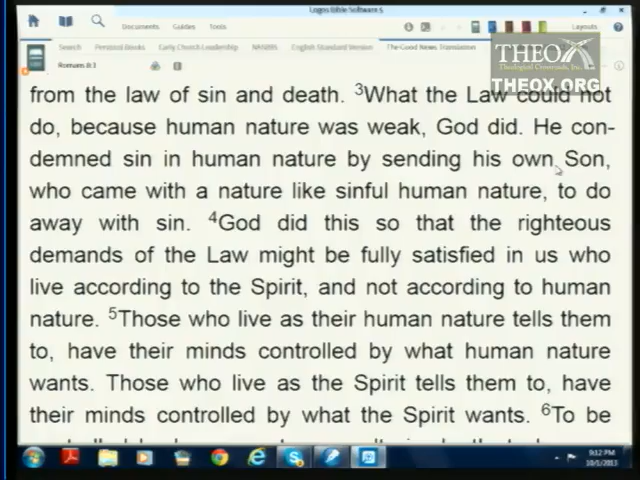 Logos Bible Software 5
Documents Guides Tools Layouts
Search Personal Books Early Church Leadership NASB95 English Standard Version The Good News Translation
Romans 8:1
THEOX
THEOX.ORG
from the law of sin and death. 3What the Law could not
do, because human nature was weak, God did. He con-
demned sin in human nature by sending his own Son,
who came with a nature like sinful human nature, to do
away with sin. 4God did this so that the righteous
demands of the Law might be fully satisfied in us who
live according to the Spirit, and not according to human
nature. 5Those who live as their human nature tells them
to, have their minds controlled by what human nature
wants. Those who live as the Spirit tells them to, have
their minds controlled by what the Spirit wants. 6To be
9:12 PM
10/1/2013